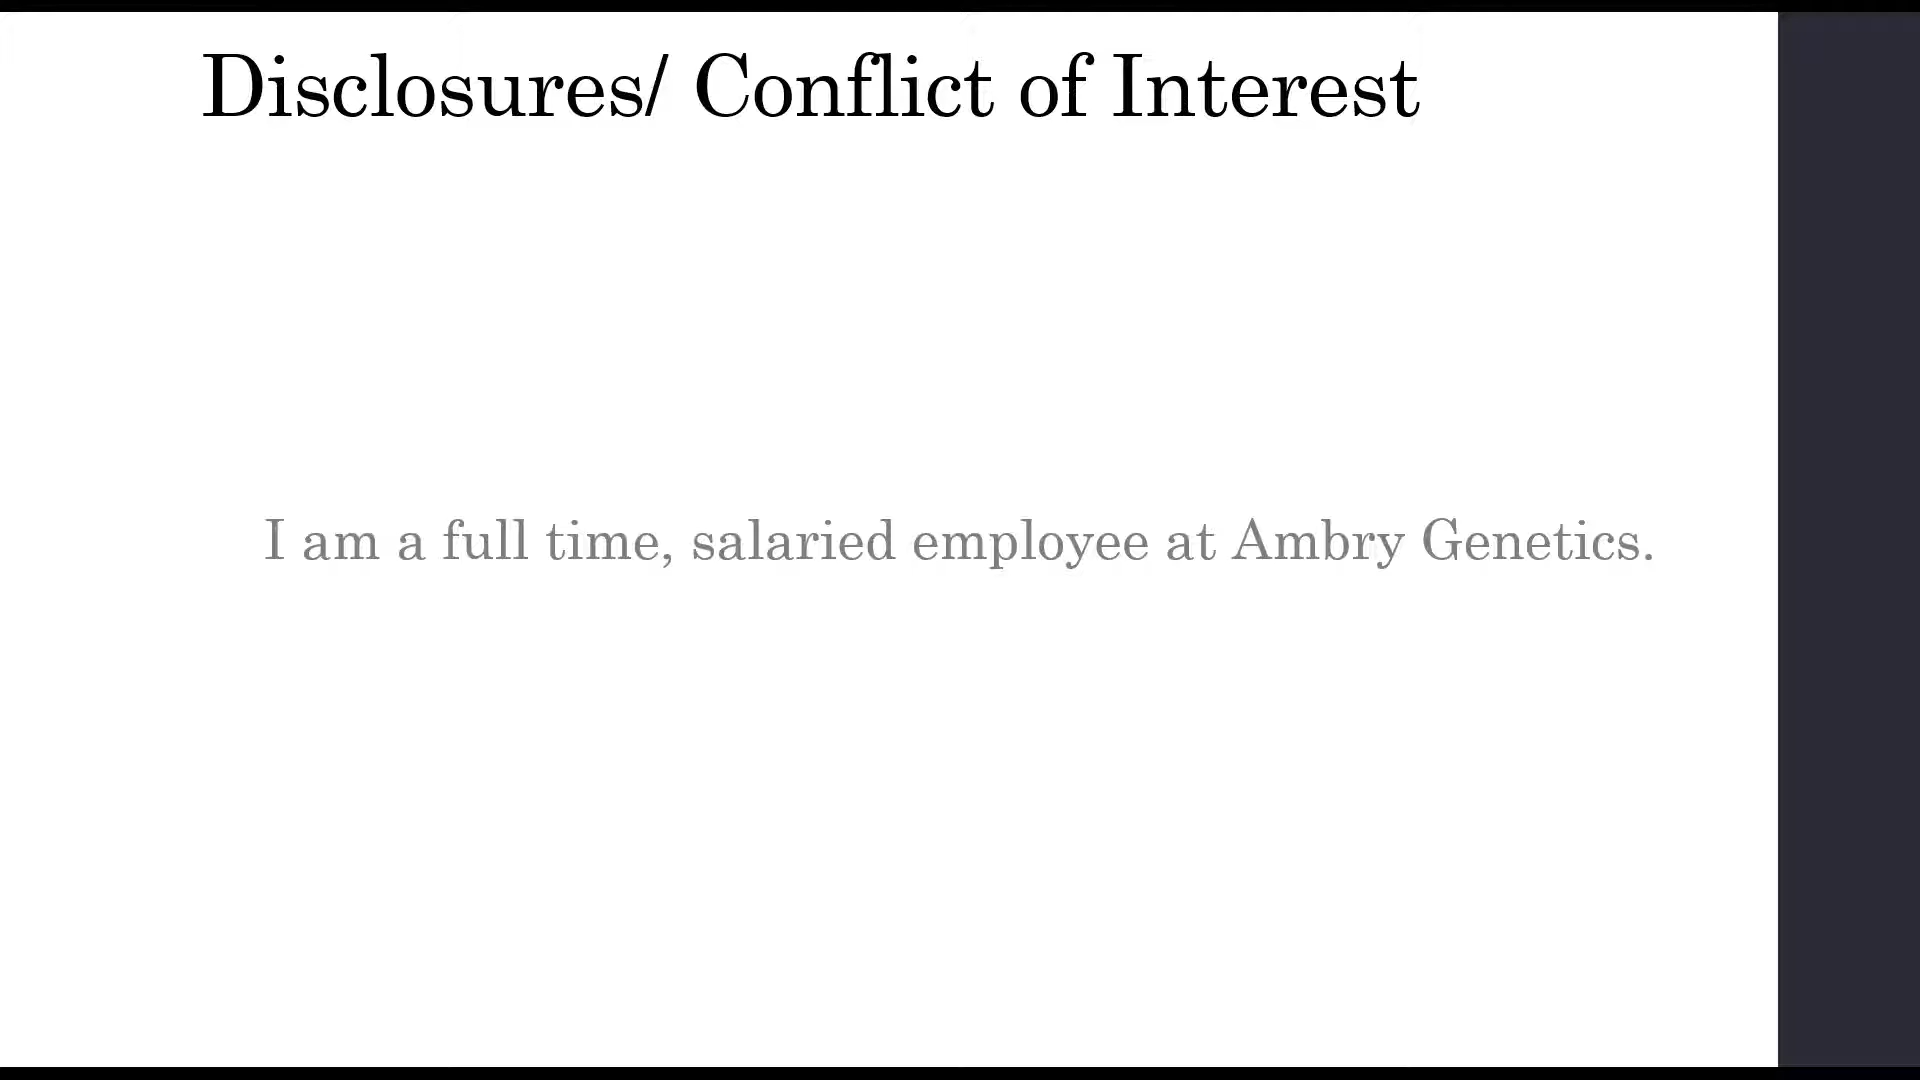 Disclosures/ Conflict of Interest
I am a full time, salaried employee at Ambry Genetics.